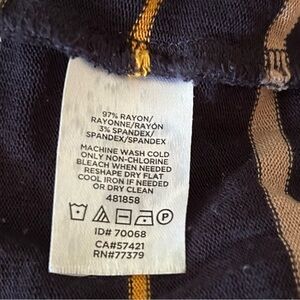 97% RAYON/
RAYONNE/RAYÓN
3% SPANDEX/
SPANDEX/SPANDEX
MACHINE WASH COLD
ONLY NON-CHLORINE
BLEACH WHEN NEEDED
RESHAPE DRY FLAT
COOL IRON IF NEEDED
OR DRY CLEAN
481858
P
ID# 70068
CA#57421
RN#77379